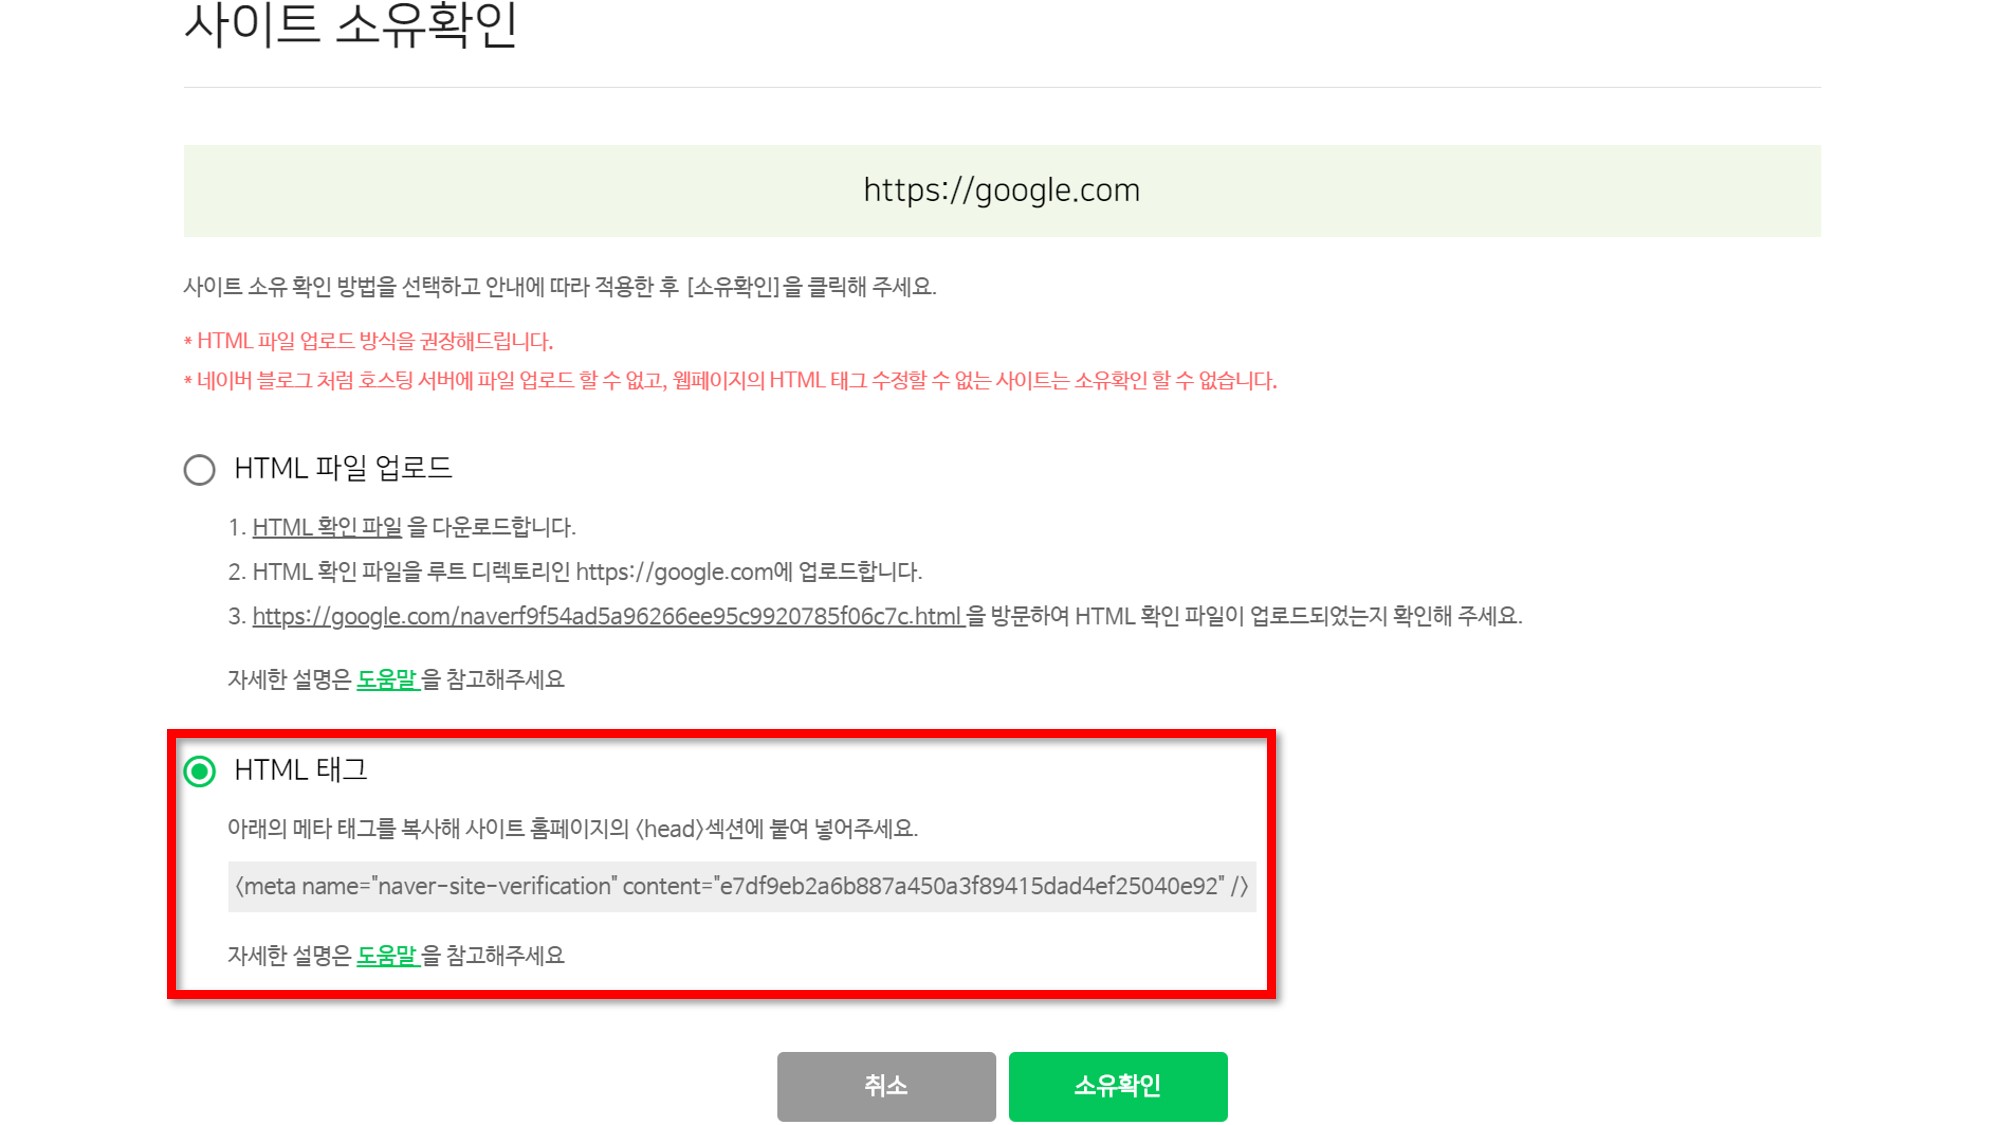 사이트 소유확인
https://google.com
사이트 소유 확인 방법을 선택하고 안내에 따라 적용한 후 [소유확인]을 클릭해 주세요.
* HTML 파일 업로드 방식을 권장해드립니다.
* 네이버 블로그 처럼 호스팅 서버에 파일 업로드 할 수 없고, 웹페이지의 HTML 태그 수정할 수 없는 사이트는 소유확인 할 수 없습니다.
HTML 파일 업로드
1. HTML 확인 파일 을 다운로드합니다.
2. HTML 확인 파일을 루트 디렉토리인 https://google.com에 업로드합니다.
3. https://google.com/naverf9f54ad5a96266ee95c9920785f06c7c.html 을 방문하여 HTML 확인 파일이 업로드되었는지 확인해 주세요.
자세한 설명은 도움말 을 참고해주세요
HTML 태그
아래의 메타 태그를 복사해 사이트 홈페이지의 <head>섹션에 붙여 넣어주세요.
<meta name="naver-site-verification" content="e7df9eb2a6b887a450a3f89415dad4ef25040e92" />
자세한 설명은 도움말 을 참고해주세요
취소 소유확인